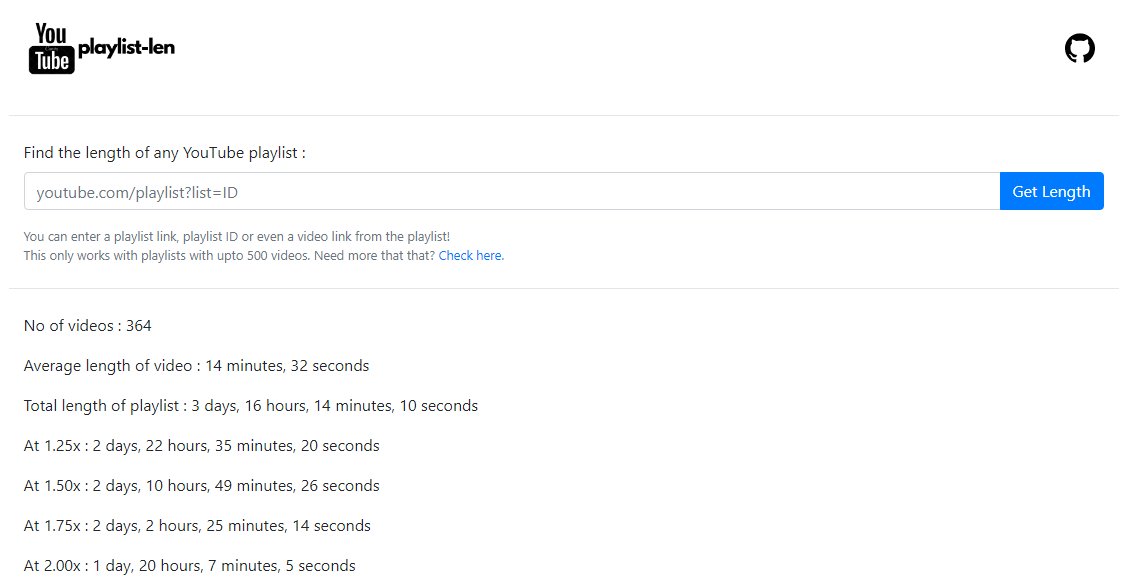 You
Tube
playlist-len
Find the length of any YouTube playlist :
youtube.com/playlist?list=ID
Get Length
You can enter a playlist link, playlist ID or even a video link from the playlist!
This only works with playlists with upto 500 videos. Need more that that? Check here.
No of videos : 364
Average length of video : 14 minutes, 32 seconds
Total length of playlist : 3 days, 16 hours, 14 minutes, 10 seconds
At 1.25x : 2 days, 22 hours, 35 minutes, 20 seconds
At 1.50x : 2 days, 10 hours, 49 minutes, 26 seconds
At 1.75x : 2 days, 2 hours, 25 minutes, 14 seconds
At 2.00x : 1 day, 20 hours, 7 minutes, 5 seconds